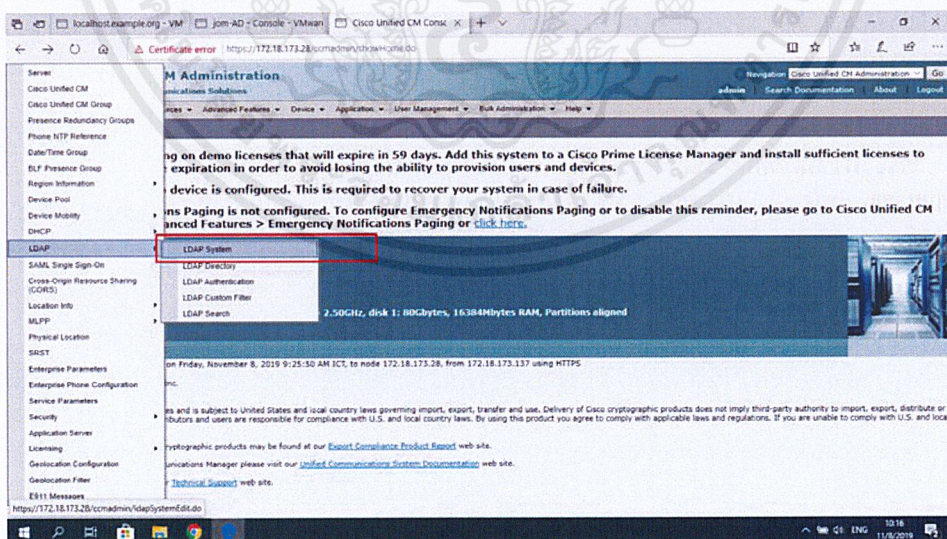 localhost.example.org - VM
jom-AD - Console - VMwan
Cisco Unified CM Consc
Certificate error
https://172.18.173.28/ccmadmin/showHome.do
M Administration
Navigation Cisco Unified CM Administration Go
admin Search Documentation About Logout
Advanced Features Device Application User Management Bulk Administration Help
Server
Cisco Unified CM
Cisco Unified CM Group
Presence Redundancy Groups
Phone NTP Reference
Date/Time Group
BLF Presence Group
Region Information
Device Pool
Device Mobility
DHCP
LDAP
SAML Single Sign-On
Cross-Origin Resource Sharing
(CORS)
Location Info
MLPP
Physical Location
SRST
Enterprise Parameters
Enterprise Phone Configuration
Service Parameters
Security
Application Server
Licensing
Geolocation Configuration
Geolocation Filter
E911 Messages
LDAP System
LDAP Directory
LDAP Authentication
LDAP Custom Filter
LDAP Search
ng on demo licenses that will expire in 59 days. Add this system to a Cisco Prime License Manager and install sufficient licenses to
expiration in order to avoid losing the ability to provision users and devices.
device is configured. This is required to recover your system in case of failure.
ns Paging is not configured. To configure Emergency Notifications Paging or to disable this reminder, please go to Cisco Unified CM
anced Features > Emergency Notifications Paging or click here.
2.50GHz, disk 1: 80Gbytes, 16384Mbytes RAM, Partitions aligned
on Friday, November 8, 2019 9:25:50 AM ICT, to node 172.18.173.28, from 172.18.173.137 using HTTPS
inc.
es and is subject to United States and local country laws governing import, export, transfer and use. Delivery of Cisco cryptographic products does not imply third-party authority to import, export, distribute or
ibutors and users are responsible for compliance with U.S. and local country laws. By using this product you agree to comply with applicable laws and regulations. If you are unable to comply with U.S. and loca
ryptographic products may be found at our Export Compliance Product Report web site.
unications Manager please visit our Unified Communications System Documentation web site.
Technical Support web site.
https://172.18.173.28/ccmadmin/ldapSystemEdit.do
ENG
10:16
11/8/2019